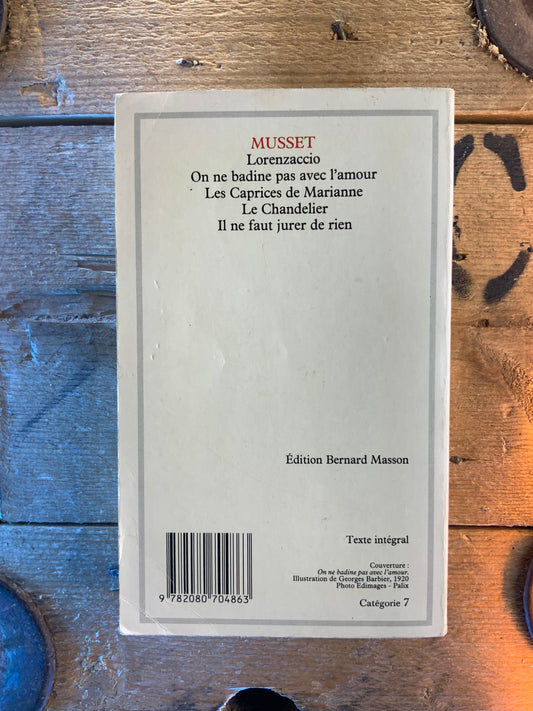 MUSSET
Lorenzaccio
On ne badine pas avec l'amour
Les Caprices de Marianne
Le Chandelier
Il ne faut jurer de rien
Édition Bernard Masson
Texte intégral
Couverture :
On ne badine pas avec l'amour.
Illustration de Georges Barbier, 1920
Photo Edimages - Palix
9 782080 704863
Catégorie 7